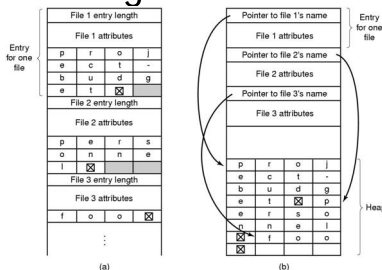 File 1 entry length
File 1 attributes
Entry for one file
p r o j
e c t -
b u d g
e t ☒
File 2 entry length
File 2 attributes
p e r s
o n n e
l ☒
File 3 entry length
File 3 attributes
f o o ☒
⋮
(a)
Pointer to file 1's name
File 1 attributes
Entry for one file
Pointer to file 2's name
File 2 attributes
Pointer to file 3's name
File 3 attributes
p r o j
e c t -
b u d g
e t ☒ p
e r s o
n n e l
☒ f o o
☒
Heap
(b)